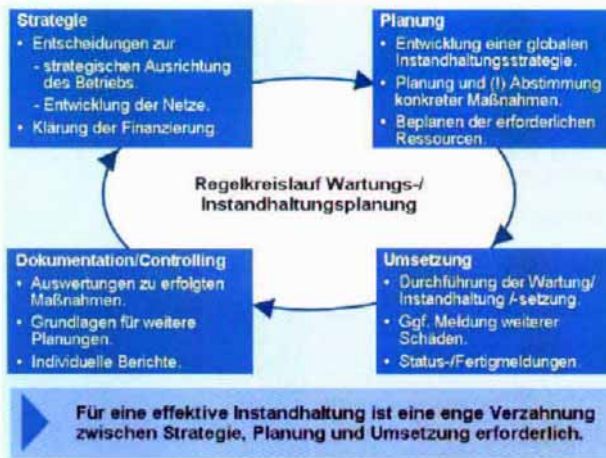 Strategie
• Entscheidungen zur
- strategischen Ausrichtung
des Betriebs.
- Entwicklung der Netze.
• Klärung der Finanzierung.
Planung
• Entwicklung einer globalen
Instandhaltungsstrategie.
• Planung und (!) Abstimmung
konkreter Maßnahmen.
• Beplanen der erforderlichen
Ressourcen.
Regelkreislauf Wartungs-/
Instandhaltungsplanung
Dokumentation/Controlling
• Auswertungen zu erfolgten
Maßnahmen.
• Grundlagen für weitere
Planungen.
• Individuelle Berichte.
Umsetzung
• Durchführung der Wartung/
Instandhaltung /-setzung.
• Ggf. Meldung weiterer
Schäden.
• Status-/Fertigmeldungen.
Für eine effektive Instandhaltung ist eine enge Verzahnung
zwischen Strategie, Planung und Umsetzung erforderlich.